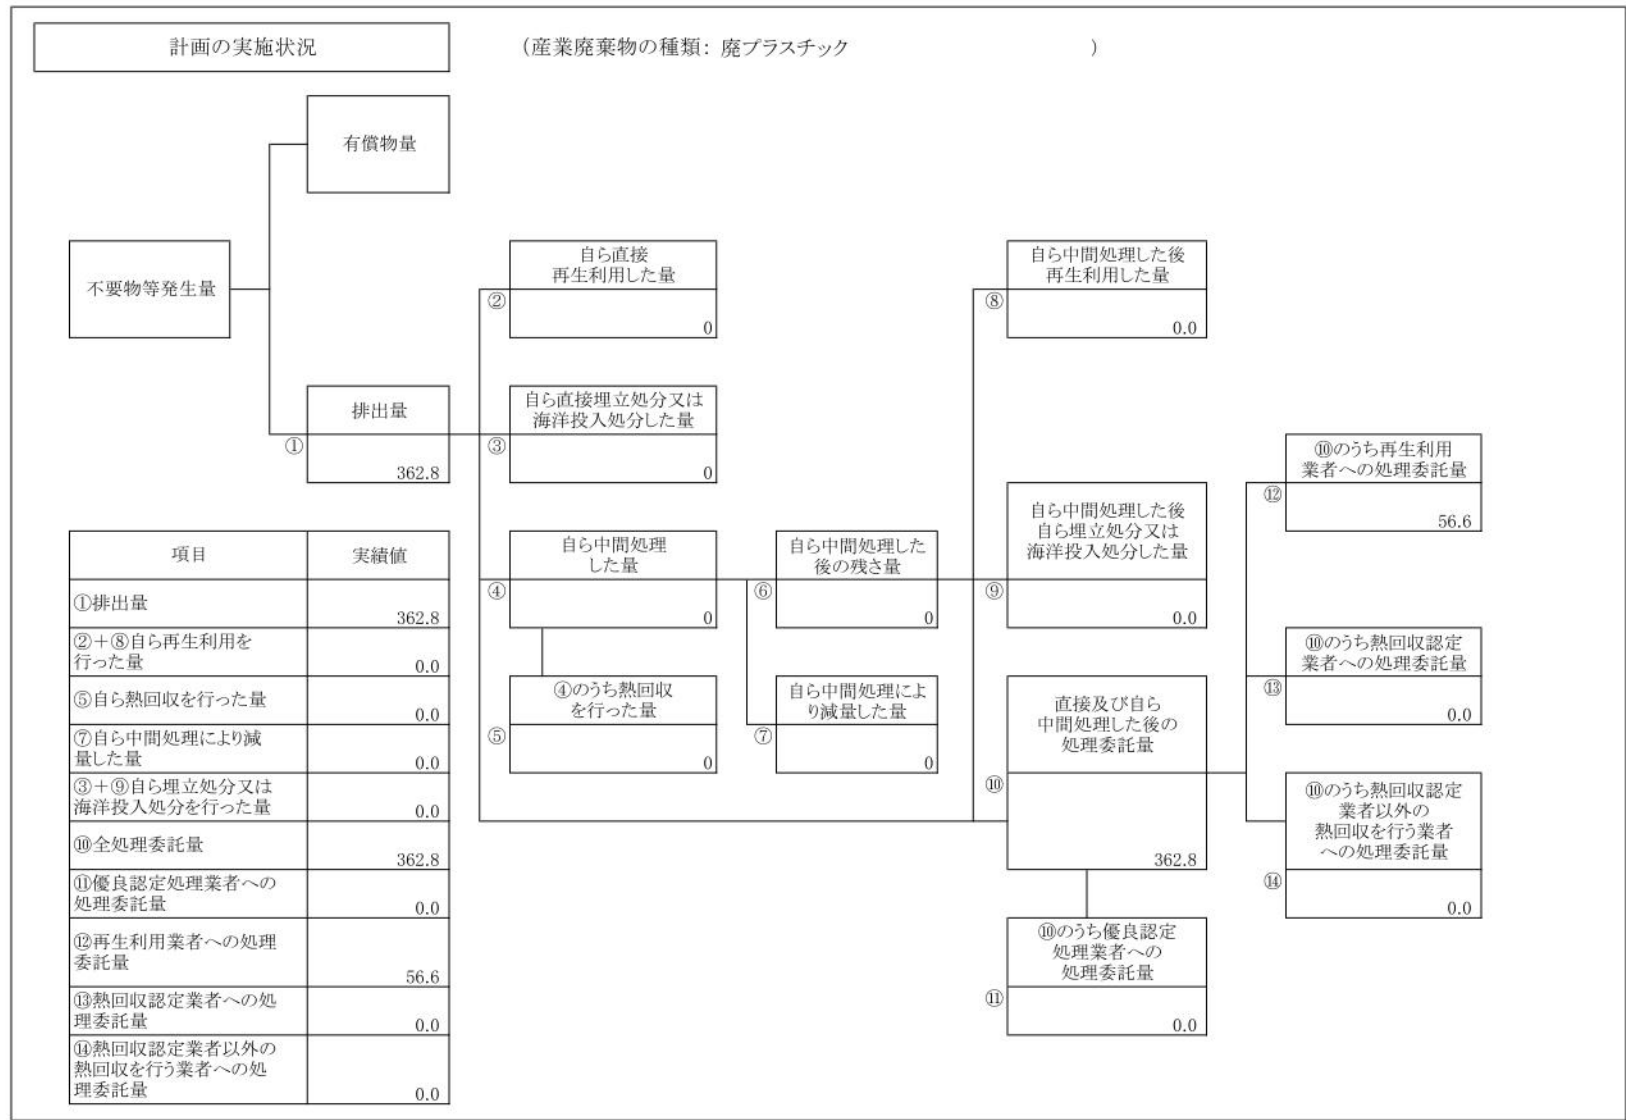 計画の実施状況
（産業廃棄物の種類：廃プラスチック　　　　　　　　）
有償物量
不要物等発生量
排出量
①
362.8
自ら直接
再生利用した量
②
0
自ら直接埋立処分又は
海洋投入処分した量
③
0
自ら中間処理
した量
④
0
④のうち熱回収
を行った量
⑤
0
自ら中間処理した
後の残さ量
⑥
0
自ら中間処理によ
り減量した量
⑦
0
自ら中間処理した後
再生利用した量
⑧
0.0
自ら中間処理した後
自ら埋立処分又は
海洋投入処分した量
⑨
0.0
直接及び自ら
中間処理した後の
処理委託量
⑩
362.8
⑩のうち優良認定
処理業者への
処理委託量
⑪
0.0
⑩のうち再生利用
業者への処理委託量
⑫
56.6
⑩のうち熱回収認定
業者への処理委託量
⑬
0.0
⑩のうち熱回収認定
業者以外の
熱回収を行う業者
への処理委託量
⑭
0.0
項目 実績値
①排出量
362.8
②＋⑧自ら再生利用を
行った量
0.0
⑤自ら熱回収を行った量
0.0
⑦自ら中間処理により減
量した量
0.0
③＋⑨自ら埋立処分又は
海洋投入処分を行った量
0.0
⑩全処理委託量
362.8
⑪優良認定処理業者への
処理委託量
0.0
⑫再生利用業者への処理
委託量
56.6
⑬熱回収認定業者への処
理委託量
0.0
⑭熱回収認定業者以外の
熱回収を行う業者への処
理委託量
0.0